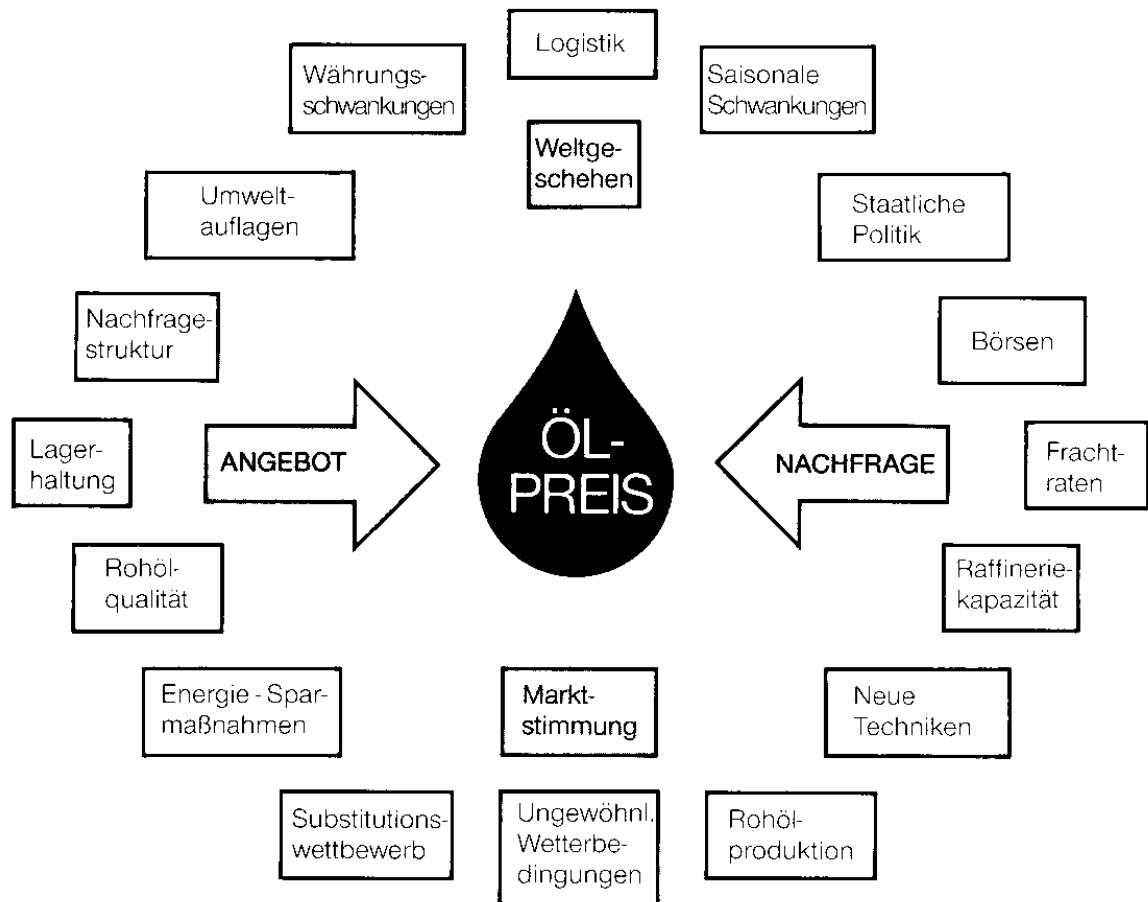 Logistik
Währungs-
schwankungen
Saisonale
Schwankungen
Weltge-
schehen
Umwelt-
auflagen
Staatliche
Politik
Nachfrage-
struktur
Börsen
ÖL-
PREIS
ANGEBOT
NACHFRAGE
Lager-
haltung
Fracht-
raten
Rohöl-
qualität
Raffinerie-
kapazität
Energie - Spar-
maßnahmen
Markt-
stimmung
Neue
Techniken
Substitutions-
wettbewerb
Ungewöhnl.
Wetterbe-
dingungen
Rohöl-
produktion